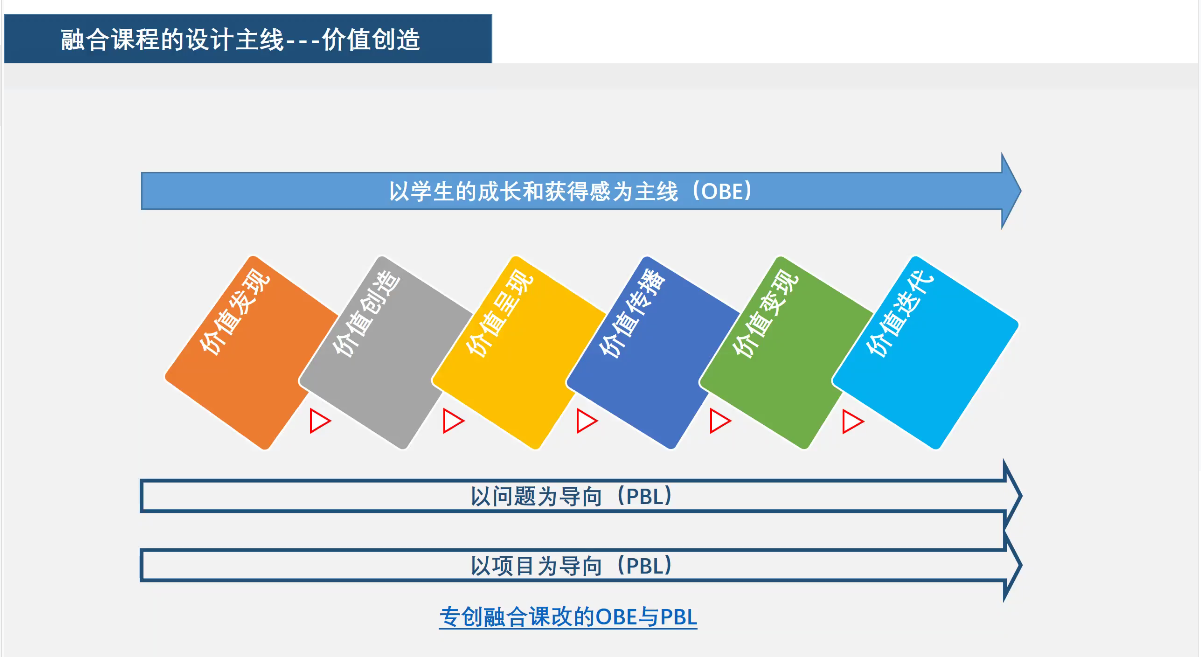 融合课程的设计主线---价值创造
以学生的成长和获得感为主线（OBE）
价值发现
价值创造
价值呈现
价值传播
价值变现
价值迭代
以问题为导向（PBL）
以项目为导向（PBL）
专创融合课改的OBE与PBL